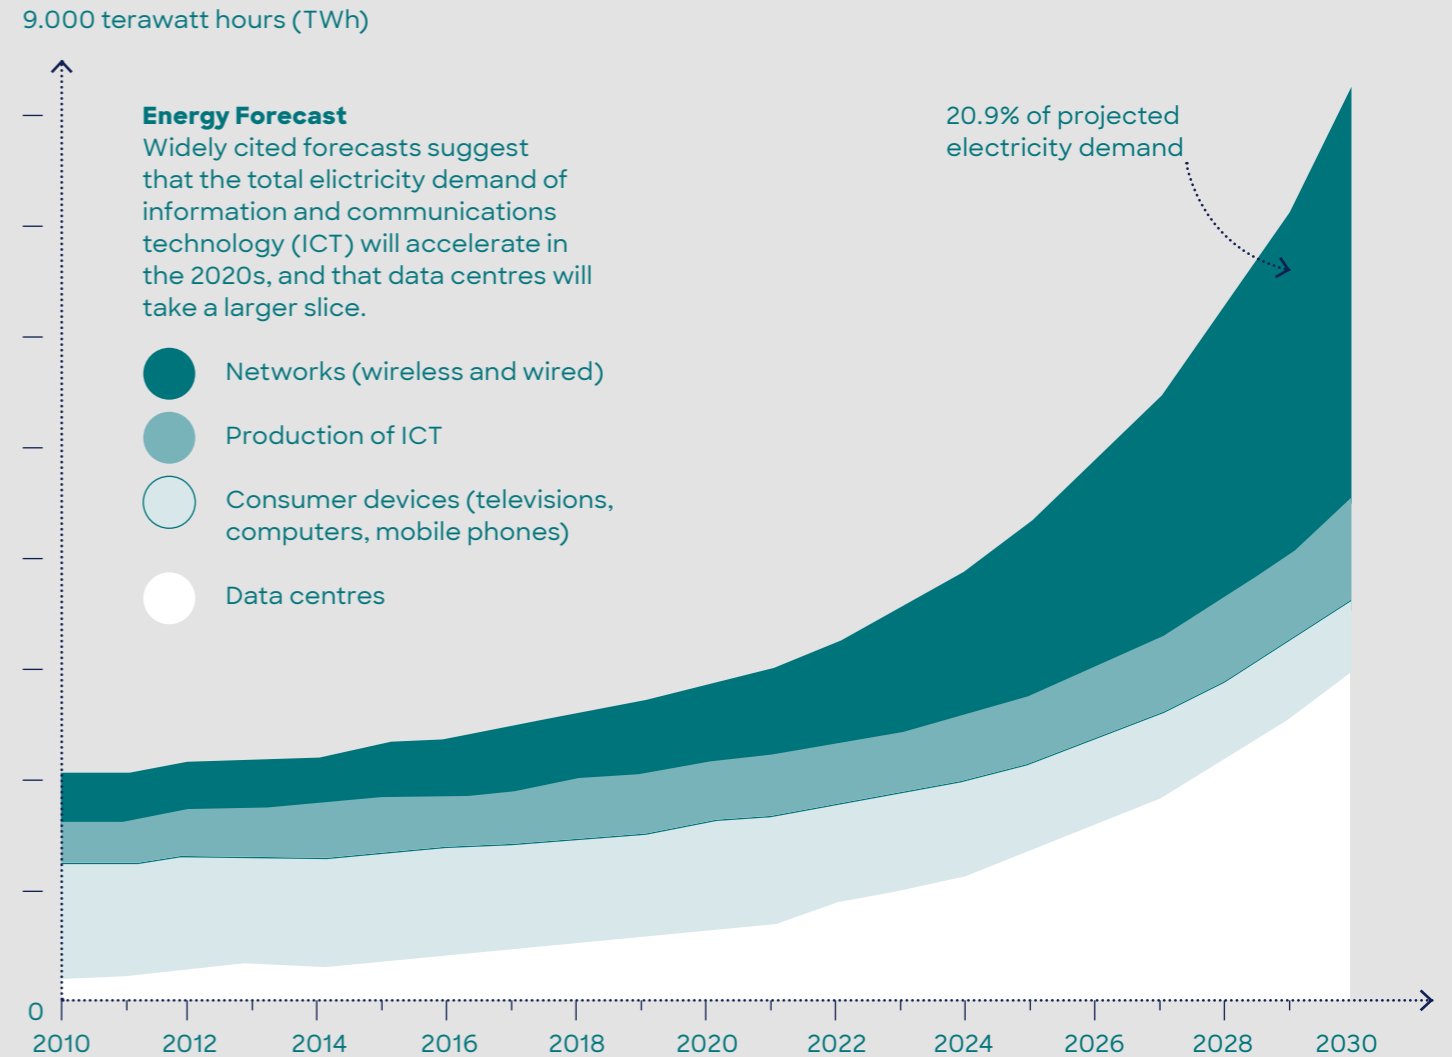 9.000 terawatt hours (TWh)
Energy Forecast
Widely cited forecasts suggest
that the total elictricity demand of
information and communications
technology (ICT) will accelerate in
the 2020s, and that data centres will
take a larger slice.
20.9% of projected
electricity demand
Networks (wireless and wired)
Production of ICT
Consumer devices (televisions,
computers, mobile phones)
Data centres
0
2010 2012 2014 2016 2018 2020 2022 2024 2026 2028 2030